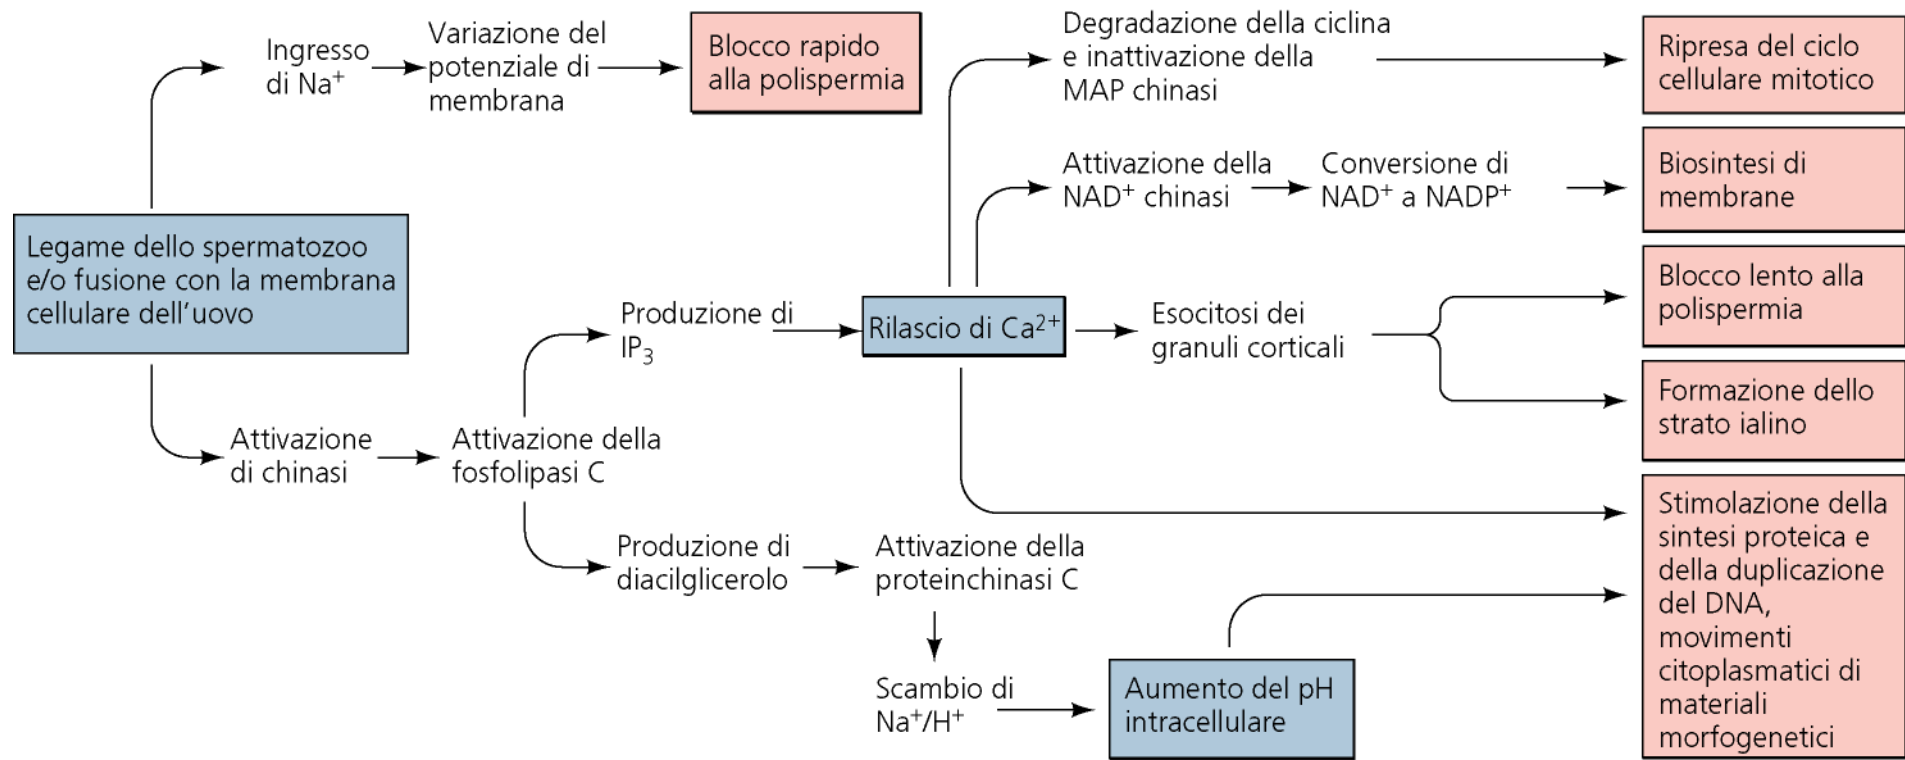 Ingresso
di Na⁺
Variazione del
potenziale di
membrana
Blocco rapido
alla polispermia
Degradazione della ciclina
e inattivazione della
MAP chinasi
Ripresa del ciclo
cellulare mitotico
Attivazione della
NAD⁺ chinasi
Conversione di
NAD⁺ a NADP⁺
Biosintesi di
membrane
Legame dello spermatozoo
e/o fusione con la membrana
cellulare dell'uovo
Produzione di
IP₃
Rilascio di Ca²⁺
Esocitosi dei
granuli corticali
Blocco lento alla
polispermia
Formazione dello
strato ialino
Attivazione
di chinasi
Attivazione della
fosfolipasi C
Produzione di
diacilglicerolo
Attivazione della
proteinchinasi C
Scambio di
Na⁺/H⁺
Aumento del pH
intracellulare
Stimolazione della
sintesi proteica e
della duplicazione
del DNA,
movimenti
citoplasmatici di
materiali
morfogenetici